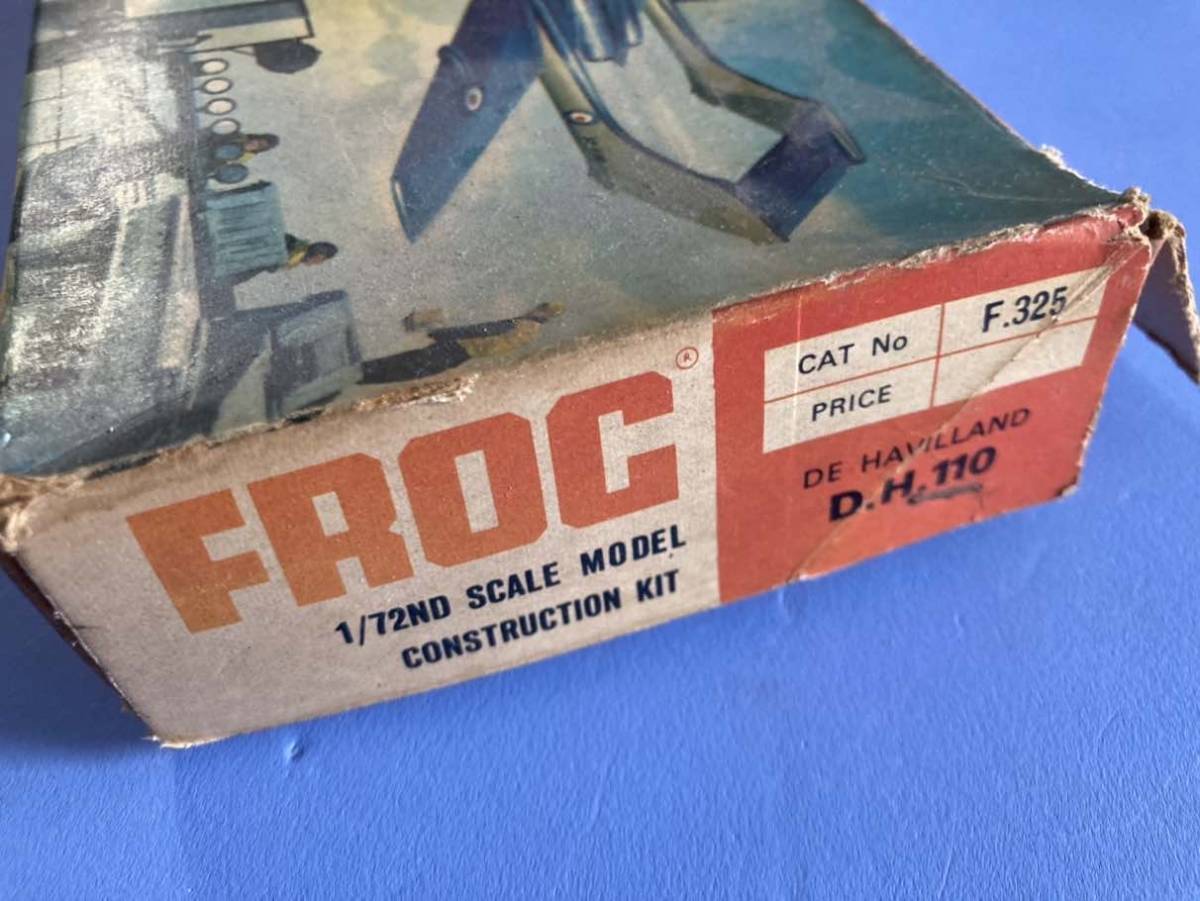 FROG ®
1/72ND SCALE MODEL
CONSTRUCTION KIT
CAT No F.325
PRICE
DE HAVILLAND
D.H.110